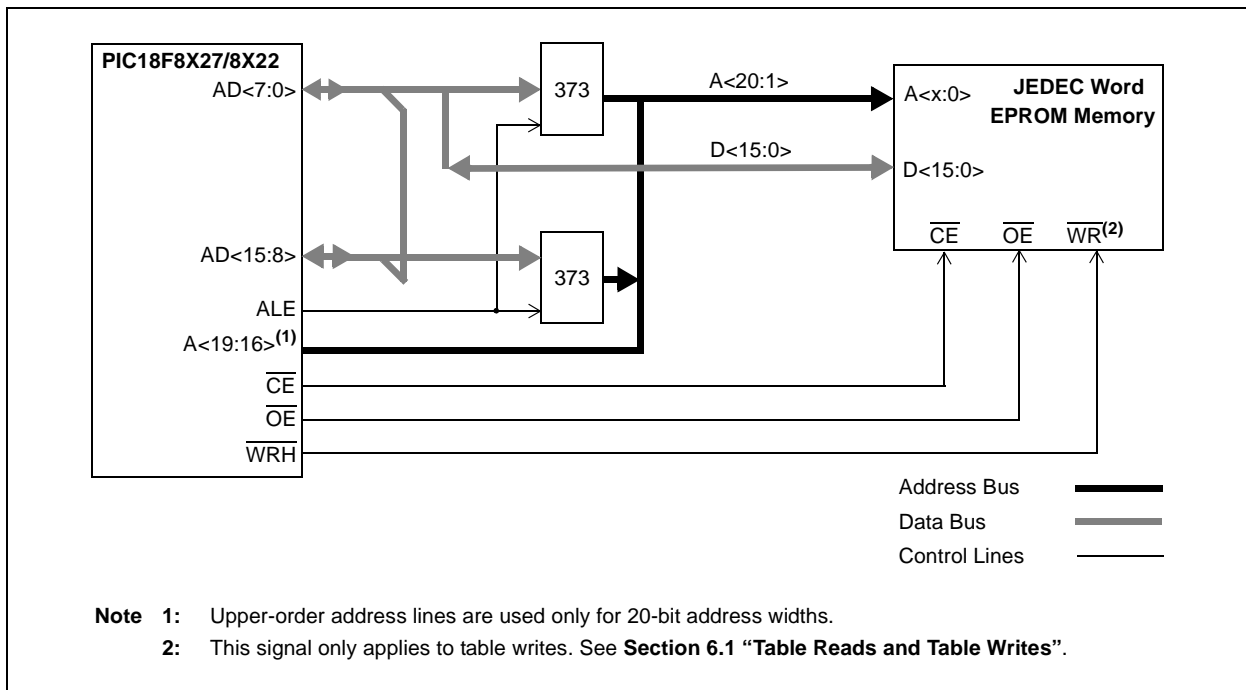 PIC18F8X27/8X22
AD<7:0>
373
A<20:1>
A<x:0>
JEDEC Word
EPROM Memory
D<15:0>
D<15:0>
CE
OE
WR(2)
AD<15:8>
373
ALE
A<19:16>(1)
CE
OE
WRH
Address Bus
Data Bus
Control Lines
Note 1: Upper-order address lines are used only for 20-bit address widths.
2: This signal only applies to table writes. See Section 6.1 “Table Reads and Table Writes”.